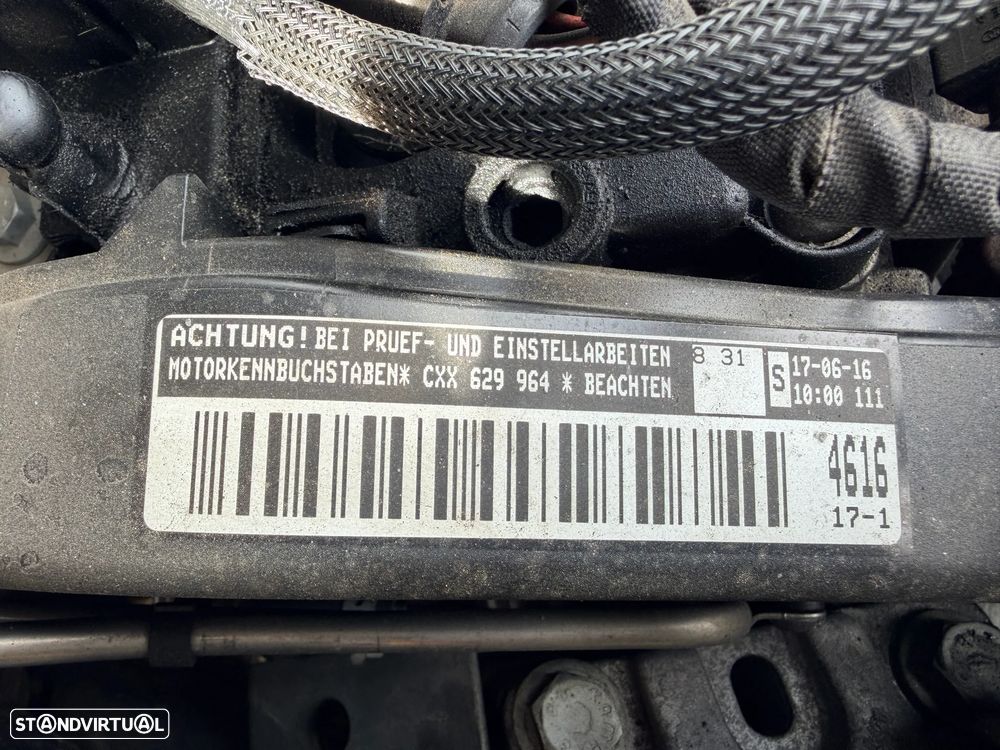 ACHTUNG! BEI PRUEF- UND EINSTELLARBEITEN
MOTORKENNBUCHSTABEN* CXX 629 964 * BEACHTEN
8 31
S
17-06-16
10:00 111
4616
17-1
STANDVIRTUAL